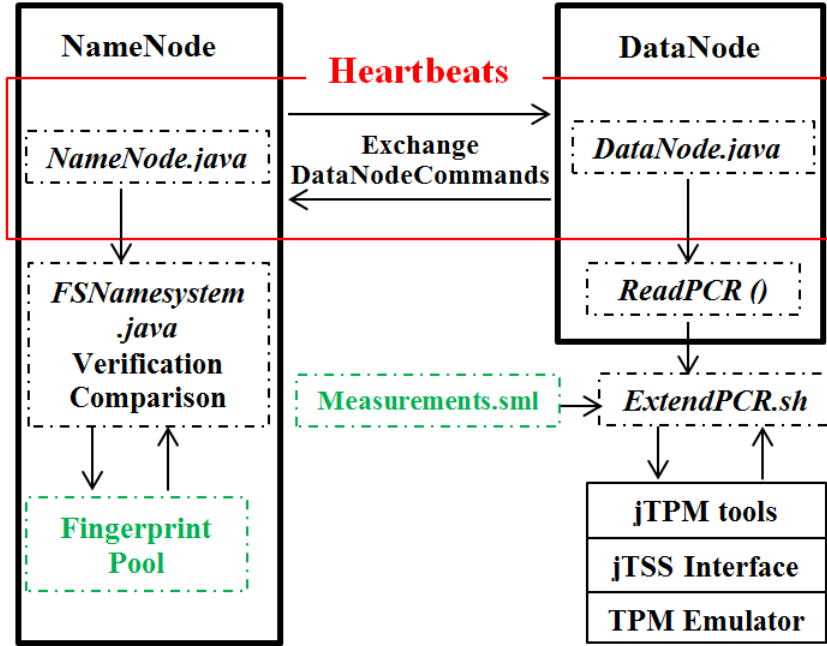 NameNode
DataNode
Heartbeats
NameNode.java
Exchange
DataNodeCommands
DataNode.java
FSNamesystem
.java
Verification
Comparison
ReadPCR ()
Measurements.sml
ExtendPCR.sh
Fingerprint
Pool
jTPM tools
jTSS Interface
TPM Emulator